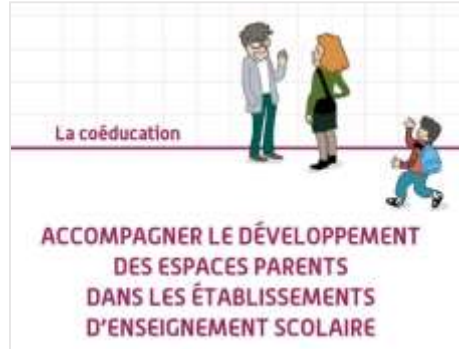 La coéducation
ACCOMPAGNER LE DÉVELOPPEMENT
DES ESPACES PARENTS
DANS LES ÉTABLISSEMENTS
D'ENSEIGNEMENT SCOLAIRE